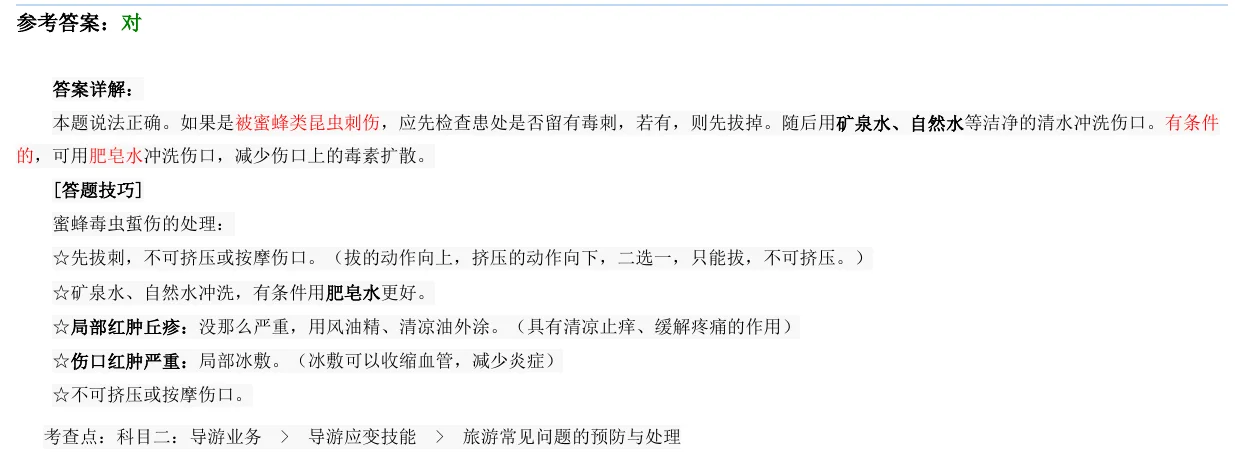 参考答案：对
答案详解：
本题说法正确。如果是被蜜蜂类昆虫刺伤，应先检查患处是否留有毒刺，若有，则先拔掉。随后用矿泉水、自然水等洁净的清水冲洗伤口。有条件
的，可用肥皂水冲洗伤口，减少伤口上的毒素扩散。
[答题技巧]
蜜蜂毒虫蜇伤的处理：
☆先拔刺，不可挤压或按摩伤口。（拔的动作向上，挤压的动作向下，二选一，只能拔，不可挤压。）
☆矿泉水、自然水冲洗，有条件用肥皂水更好。
☆局部红肿丘疹：没那么严重，用风油精、清凉油外涂。（具有清凉止痒、缓解疼痛的作用）
☆伤口红肿严重：局部冰敷。（冰敷可以收缩血管，减少炎症）
☆不可挤压或按摩伤口。
考查点：科目二：导游业务 > 导游应变技能 > 旅游常见问题的预防与处理